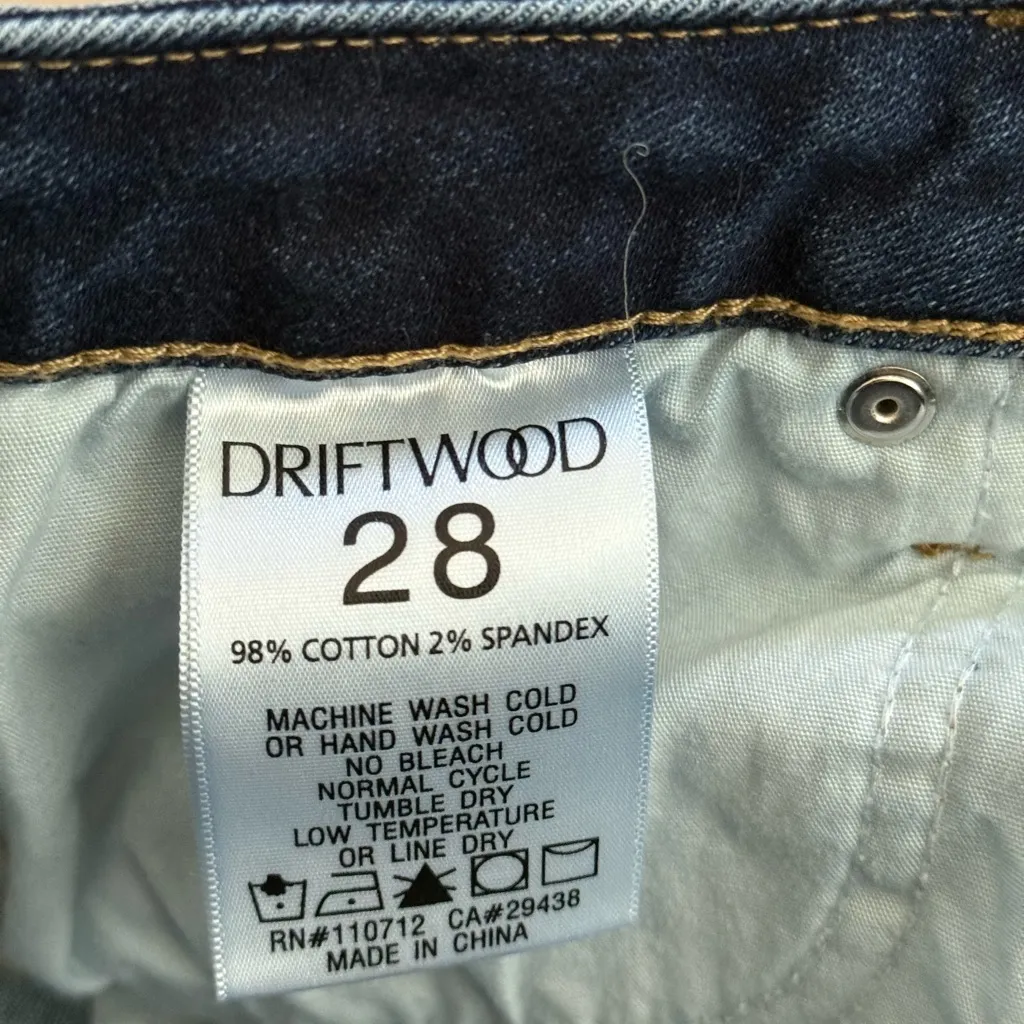 DRIFTWOOD
28
98% COTTON 2% SPANDEX
MACHINE WASH COLD
OR HAND WASH COLD
NO BLEACH
NORMAL CYCLE
TUMBLE DRY
LOW TEMPERATURE
OR LINE DRY
RN#110712 CA#29438
MADE IN CHINA